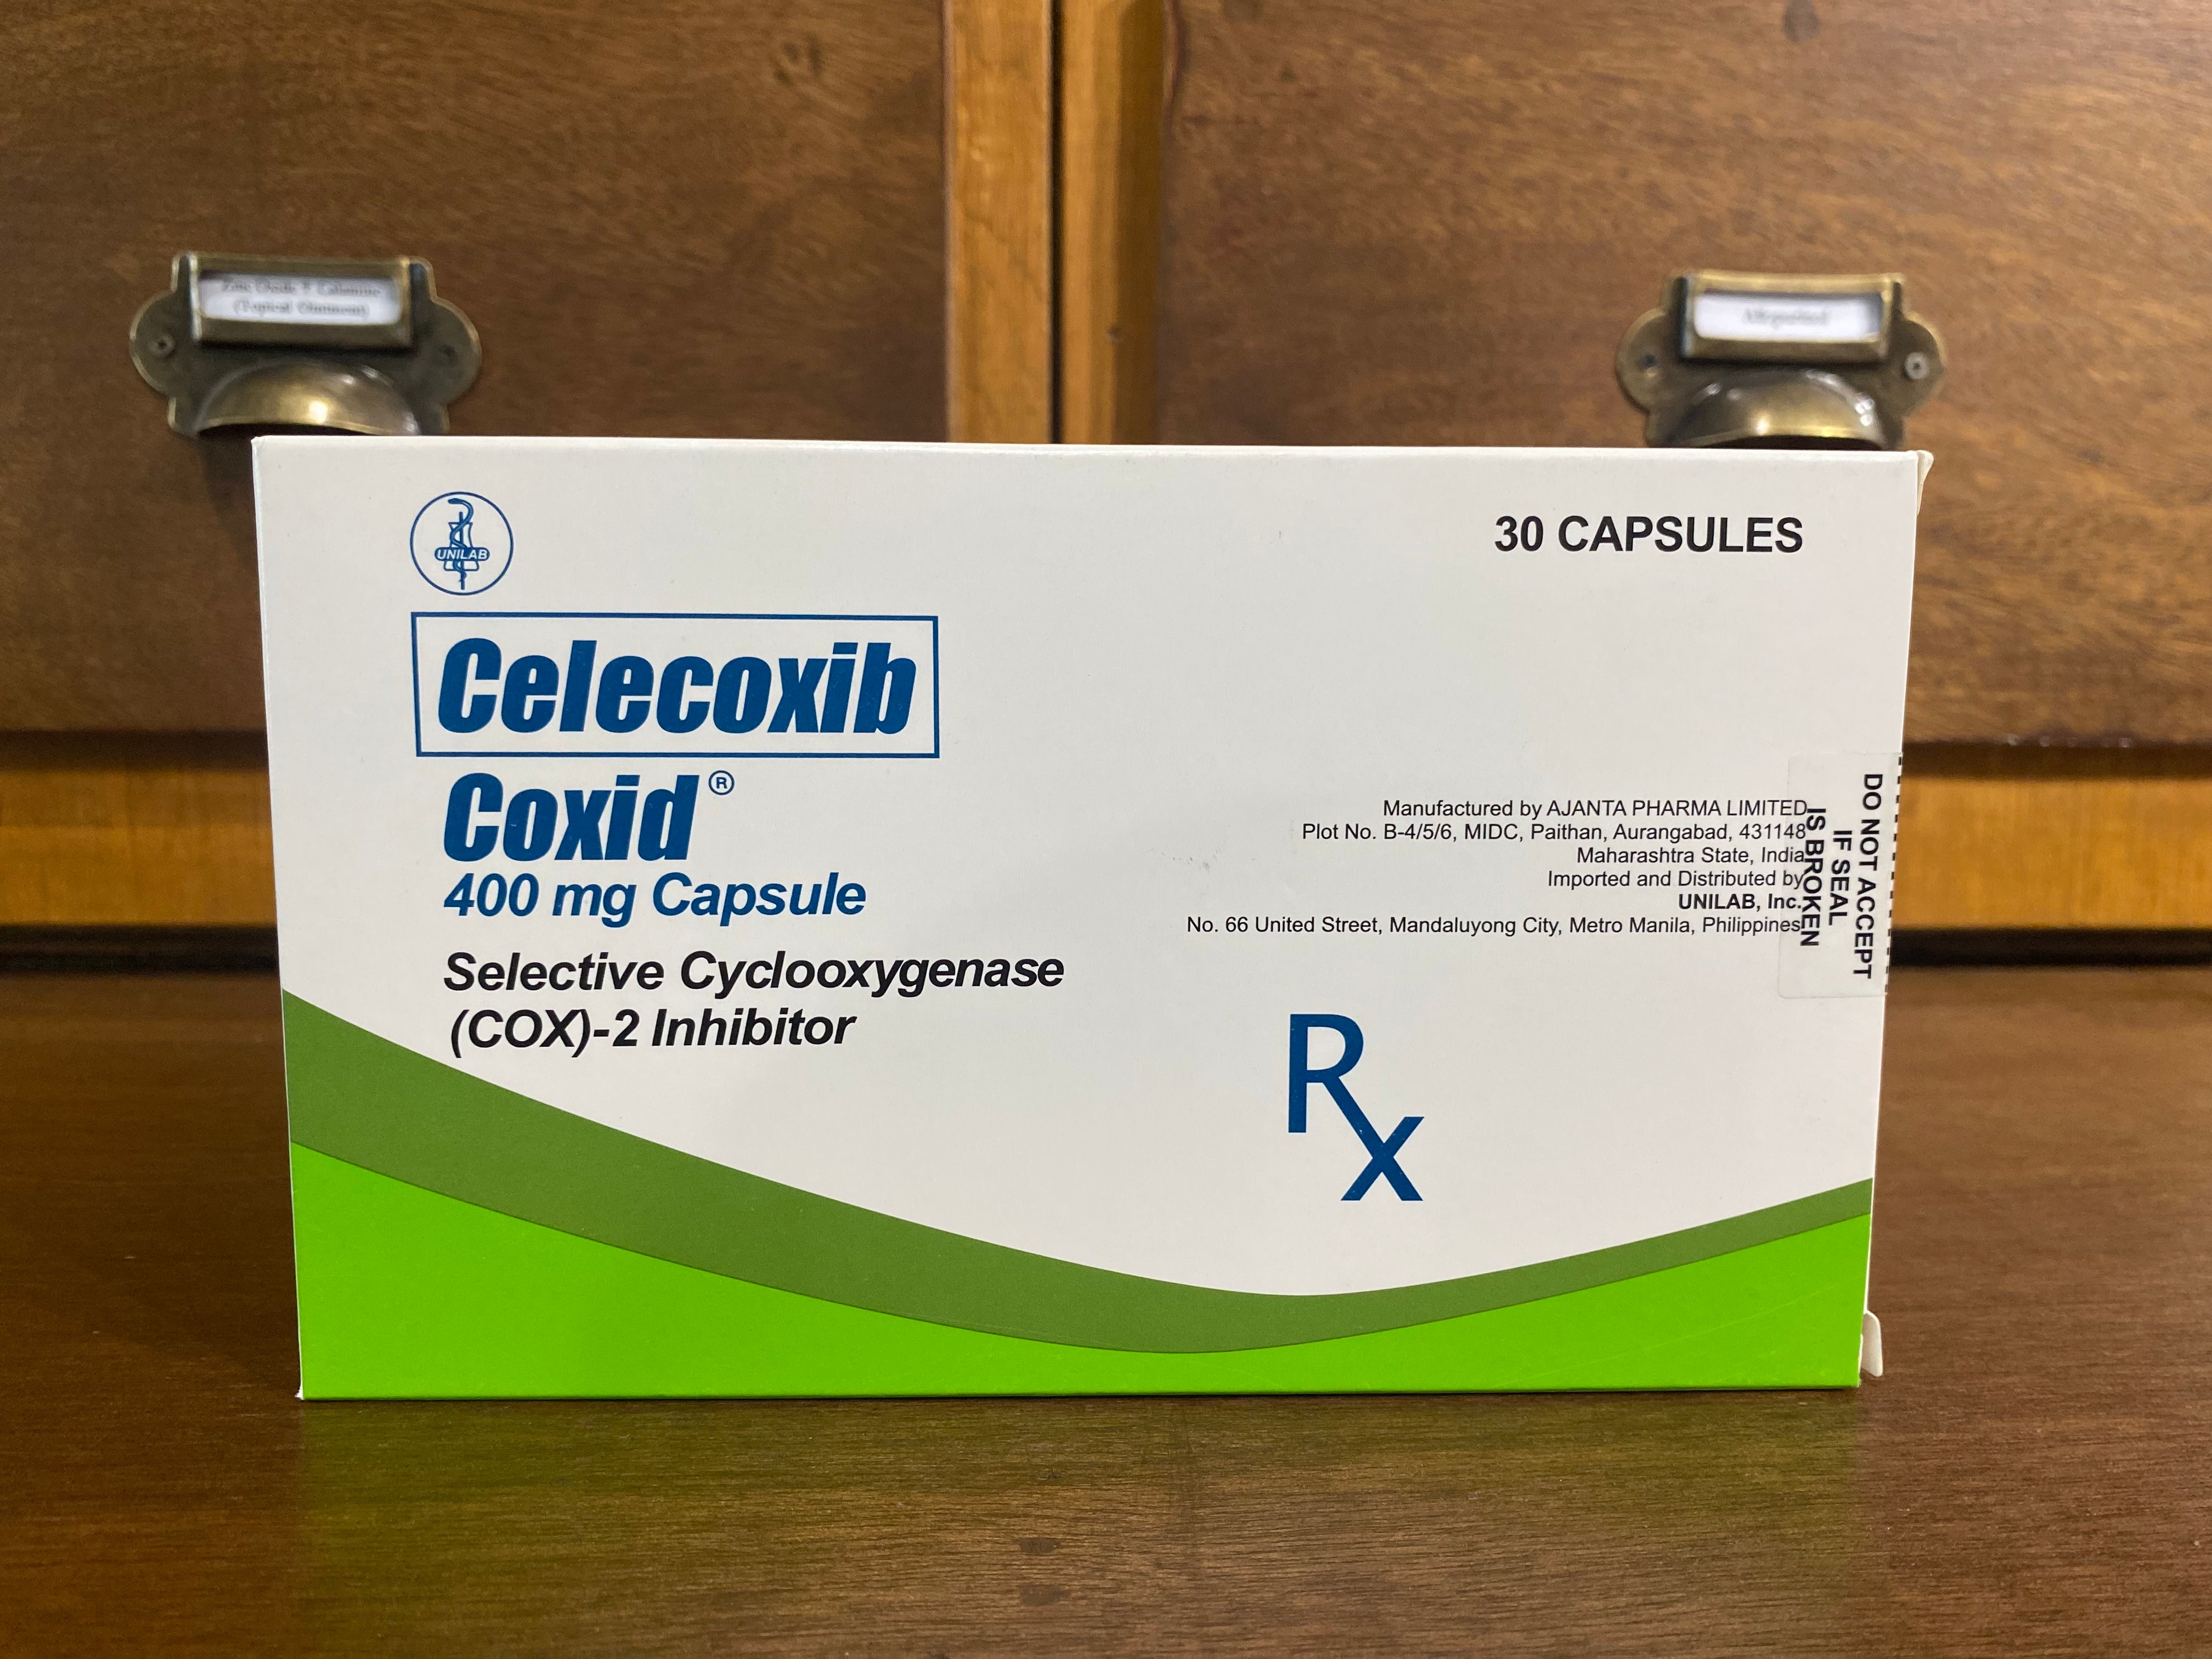 (Topical Ointment)
UNILAB
30 CAPSULES
Celecoxib
Coxid®
400 mg Capsule
Selective Cyclooxygenase
(COX)-2 Inhibitor
Manufactured by AJANTA PHARMA LIMITED
Plot No. B-4/5/6, MIDC, Paithan, Aurangabad, 431148
Maharashtra State, India
Imported and Distributed by
UNILAB, Inc.
No. 66 United Street, Mandaluyong City, Metro Manila, Philippines
DO NOT ACCEPT
IF SEAL
IS BROKEN
Rx